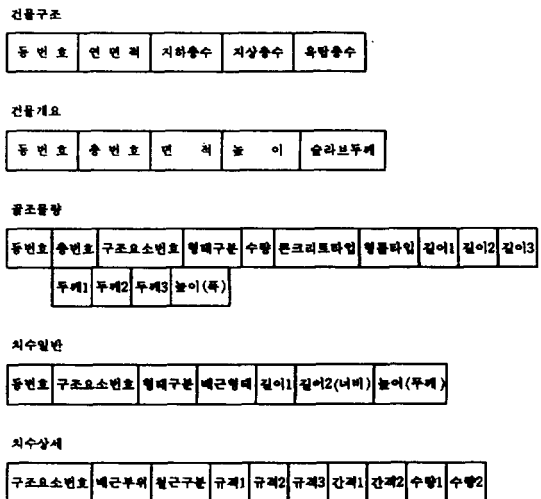 건물구조
동 번 호 연 면 적 지하층수 지상층수 옥탑층수
건물개요
동 번 호 층 번 호 면 적 높 이 슬라브두께
골조물량
동번호 층번호 구조요소번호 형태구분 수량 콘크리트타입 형틀타입 길이1 길이2 길이3
두께1 두께2 두께3 높이(폭)
치수일반
동번호 구조요소번호 형태구분 배근형태 길이1 길이2(너비) 높이(두께)
치수상세
구조요소번호 배근부위 철근구분 규격1 규격2 규격3 간격1 간격2 수량1 수량2